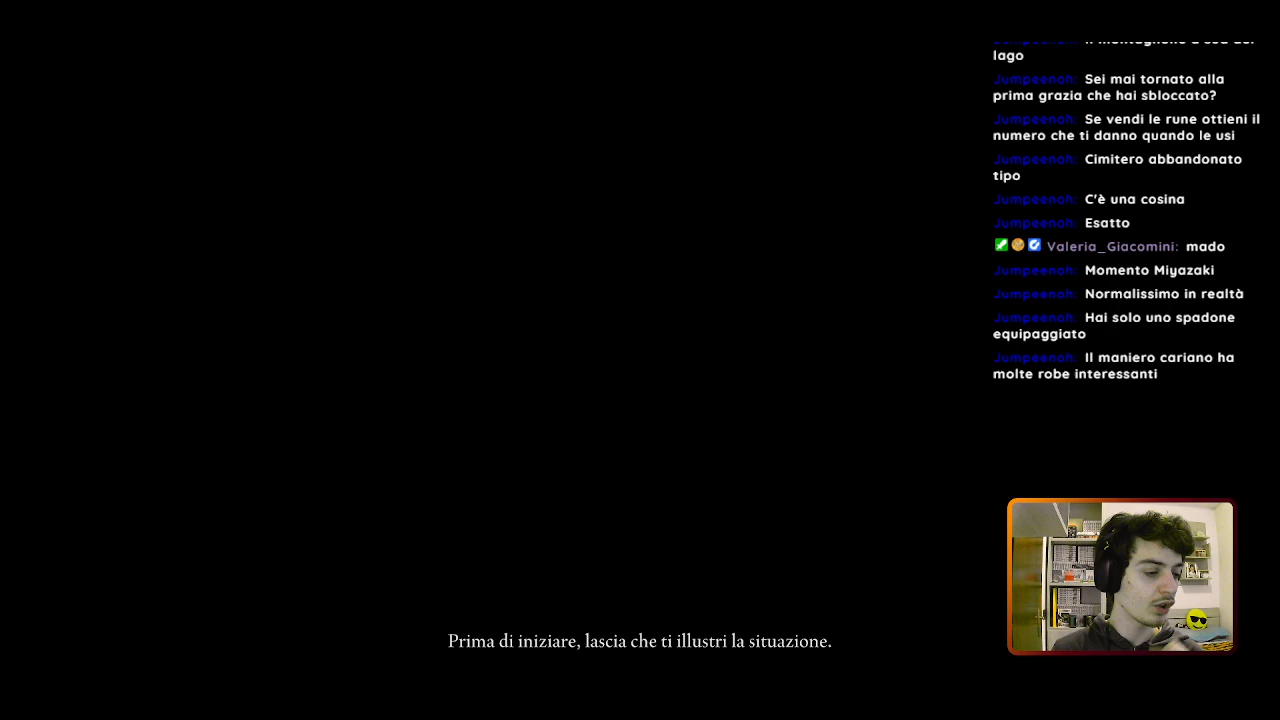 lago
Jumpeenoh: Sei mai tornato alla
prima grazia che hai sbloccato?
Jumpeenoh: Se vendi le rune ottieni il
numero che ti danno quando le usi
Jumpeenoh: Cimitero abbandonato
tipo
Jumpeenoh: C'è una cosina
Jumpeenoh: Esatto
Valeria_Giacomini: mado
Jumpeenoh: Momento Miyazaki
Jumpeenoh: Normalissimo in realtà
Jumpeenoh: Hai solo uno spadone
equipaggiato
Jumpeenoh: Il maniero cariano ha
molte robe interessanti
Prima di iniziare, lascia che ti illustri la situazione.